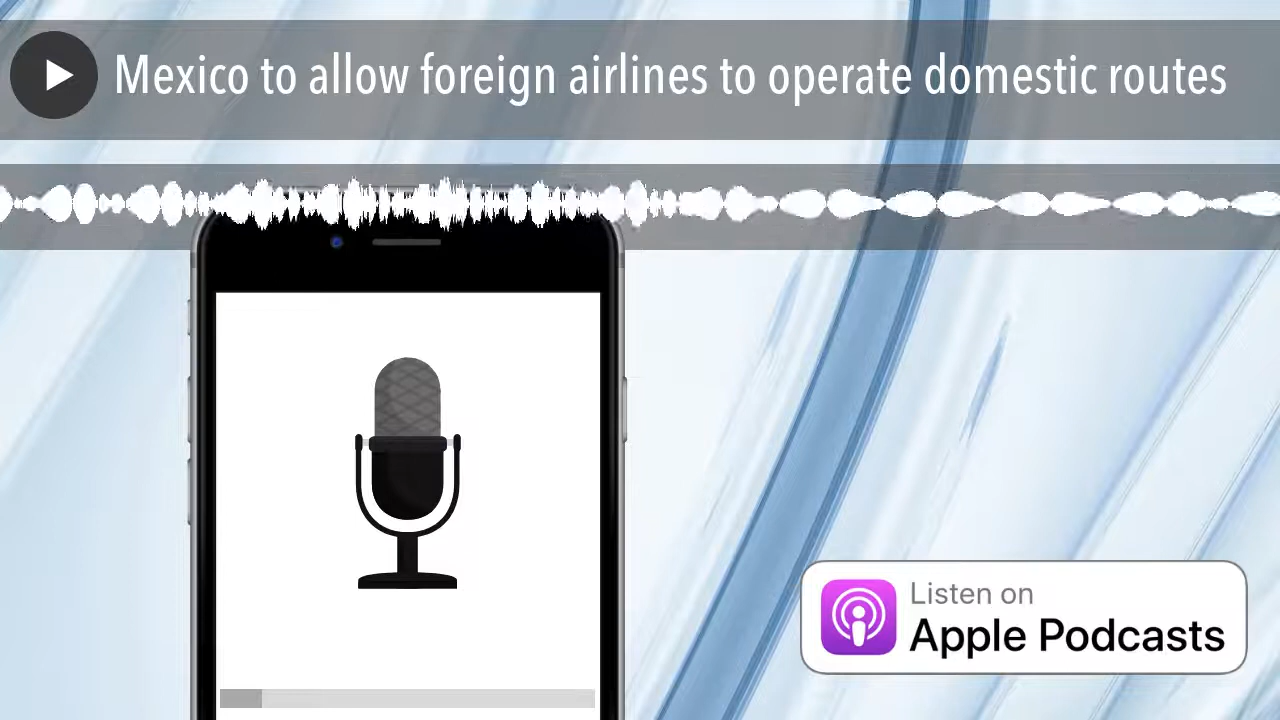 Mexico to allow foreign airlines to operate domestic routes
Listen on
Apple Podcasts